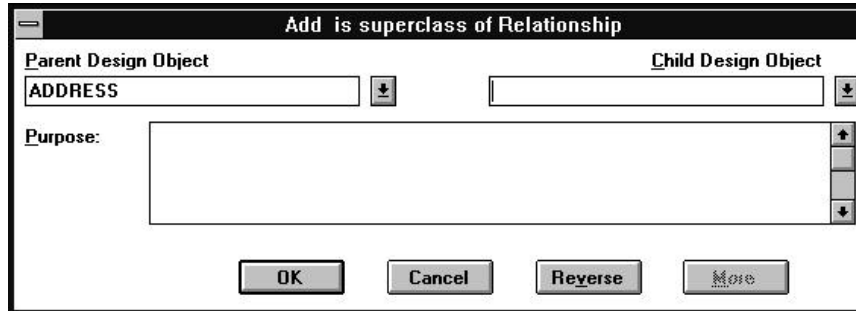 Add is superclass of Relationship
Parent Design Object Child Design Object
ADDRESS
Purpose:
OK Cancel Reverse More